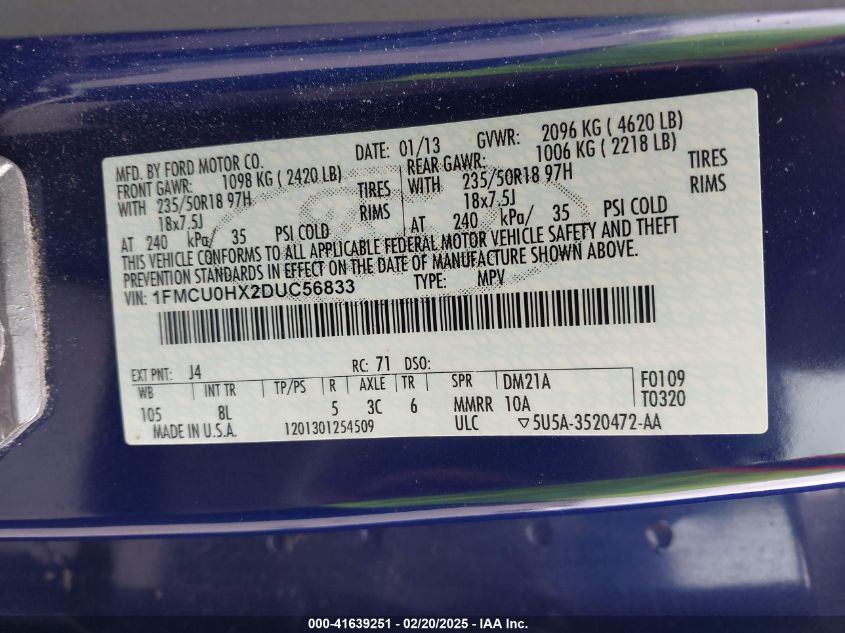 MFD. BY FORD MOTOR CO. DATE: 01/13 GVWR: 2096 KG ( 4620 LB)
FRONT GAWR: 1098 KG ( 2420 LB) REAR GAWR: 1006 KG ( 2218 LB)
WITH 235/50R18 97H TIRES WITH 235/50R18 97H TIRES
18x7.5J RIMS 18x7.5J RIMS
AT 240 kPa/ 35 PSI COLD AT 240 kPa/ 35 PSI COLD
THIS VEHICLE CONFORMS TO ALL APPLICABLE FEDERAL MOTOR VEHICLE SAFETY AND THEFT
PREVENTION STANDARDS IN EFFECT ON THE DATE OF MANUFACTURE SHOWN ABOVE.
VIN: 1FMCU0HX2DUC56833 TYPE: MPV
EXT PNT: J4 RC: 71 DSO:
WB INT TR TP/PS R AXLE TR SPR DM21A F0109
105 8L 5 3C 6 MMRR 10A T0320
MADE IN U.S.A. 1201301254509 ULC ▽5U5A-3520472-AA
000-41639251 - 02/20/2025 - IAA Inc.